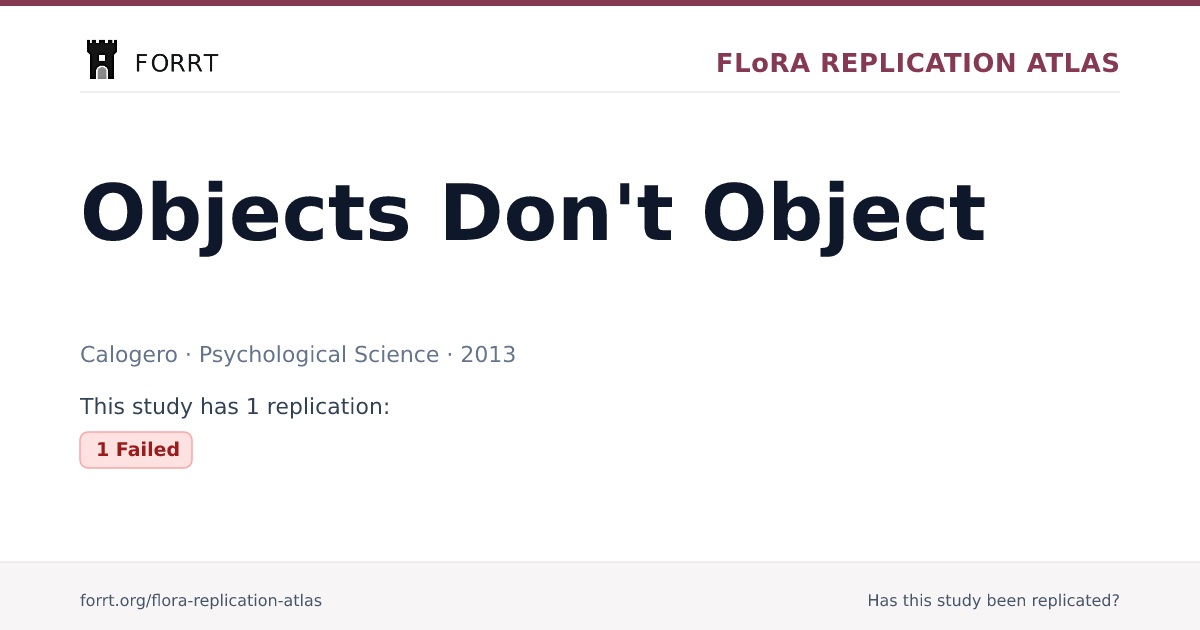 FORRT
FLoRA REPLICATION ATLAS
Objects Don't Object
Calogero · Psychological Science · 2013
This study has 1 replication:
1 Failed
forrt.org/flora-replication-atlas
Has this study been replicated?